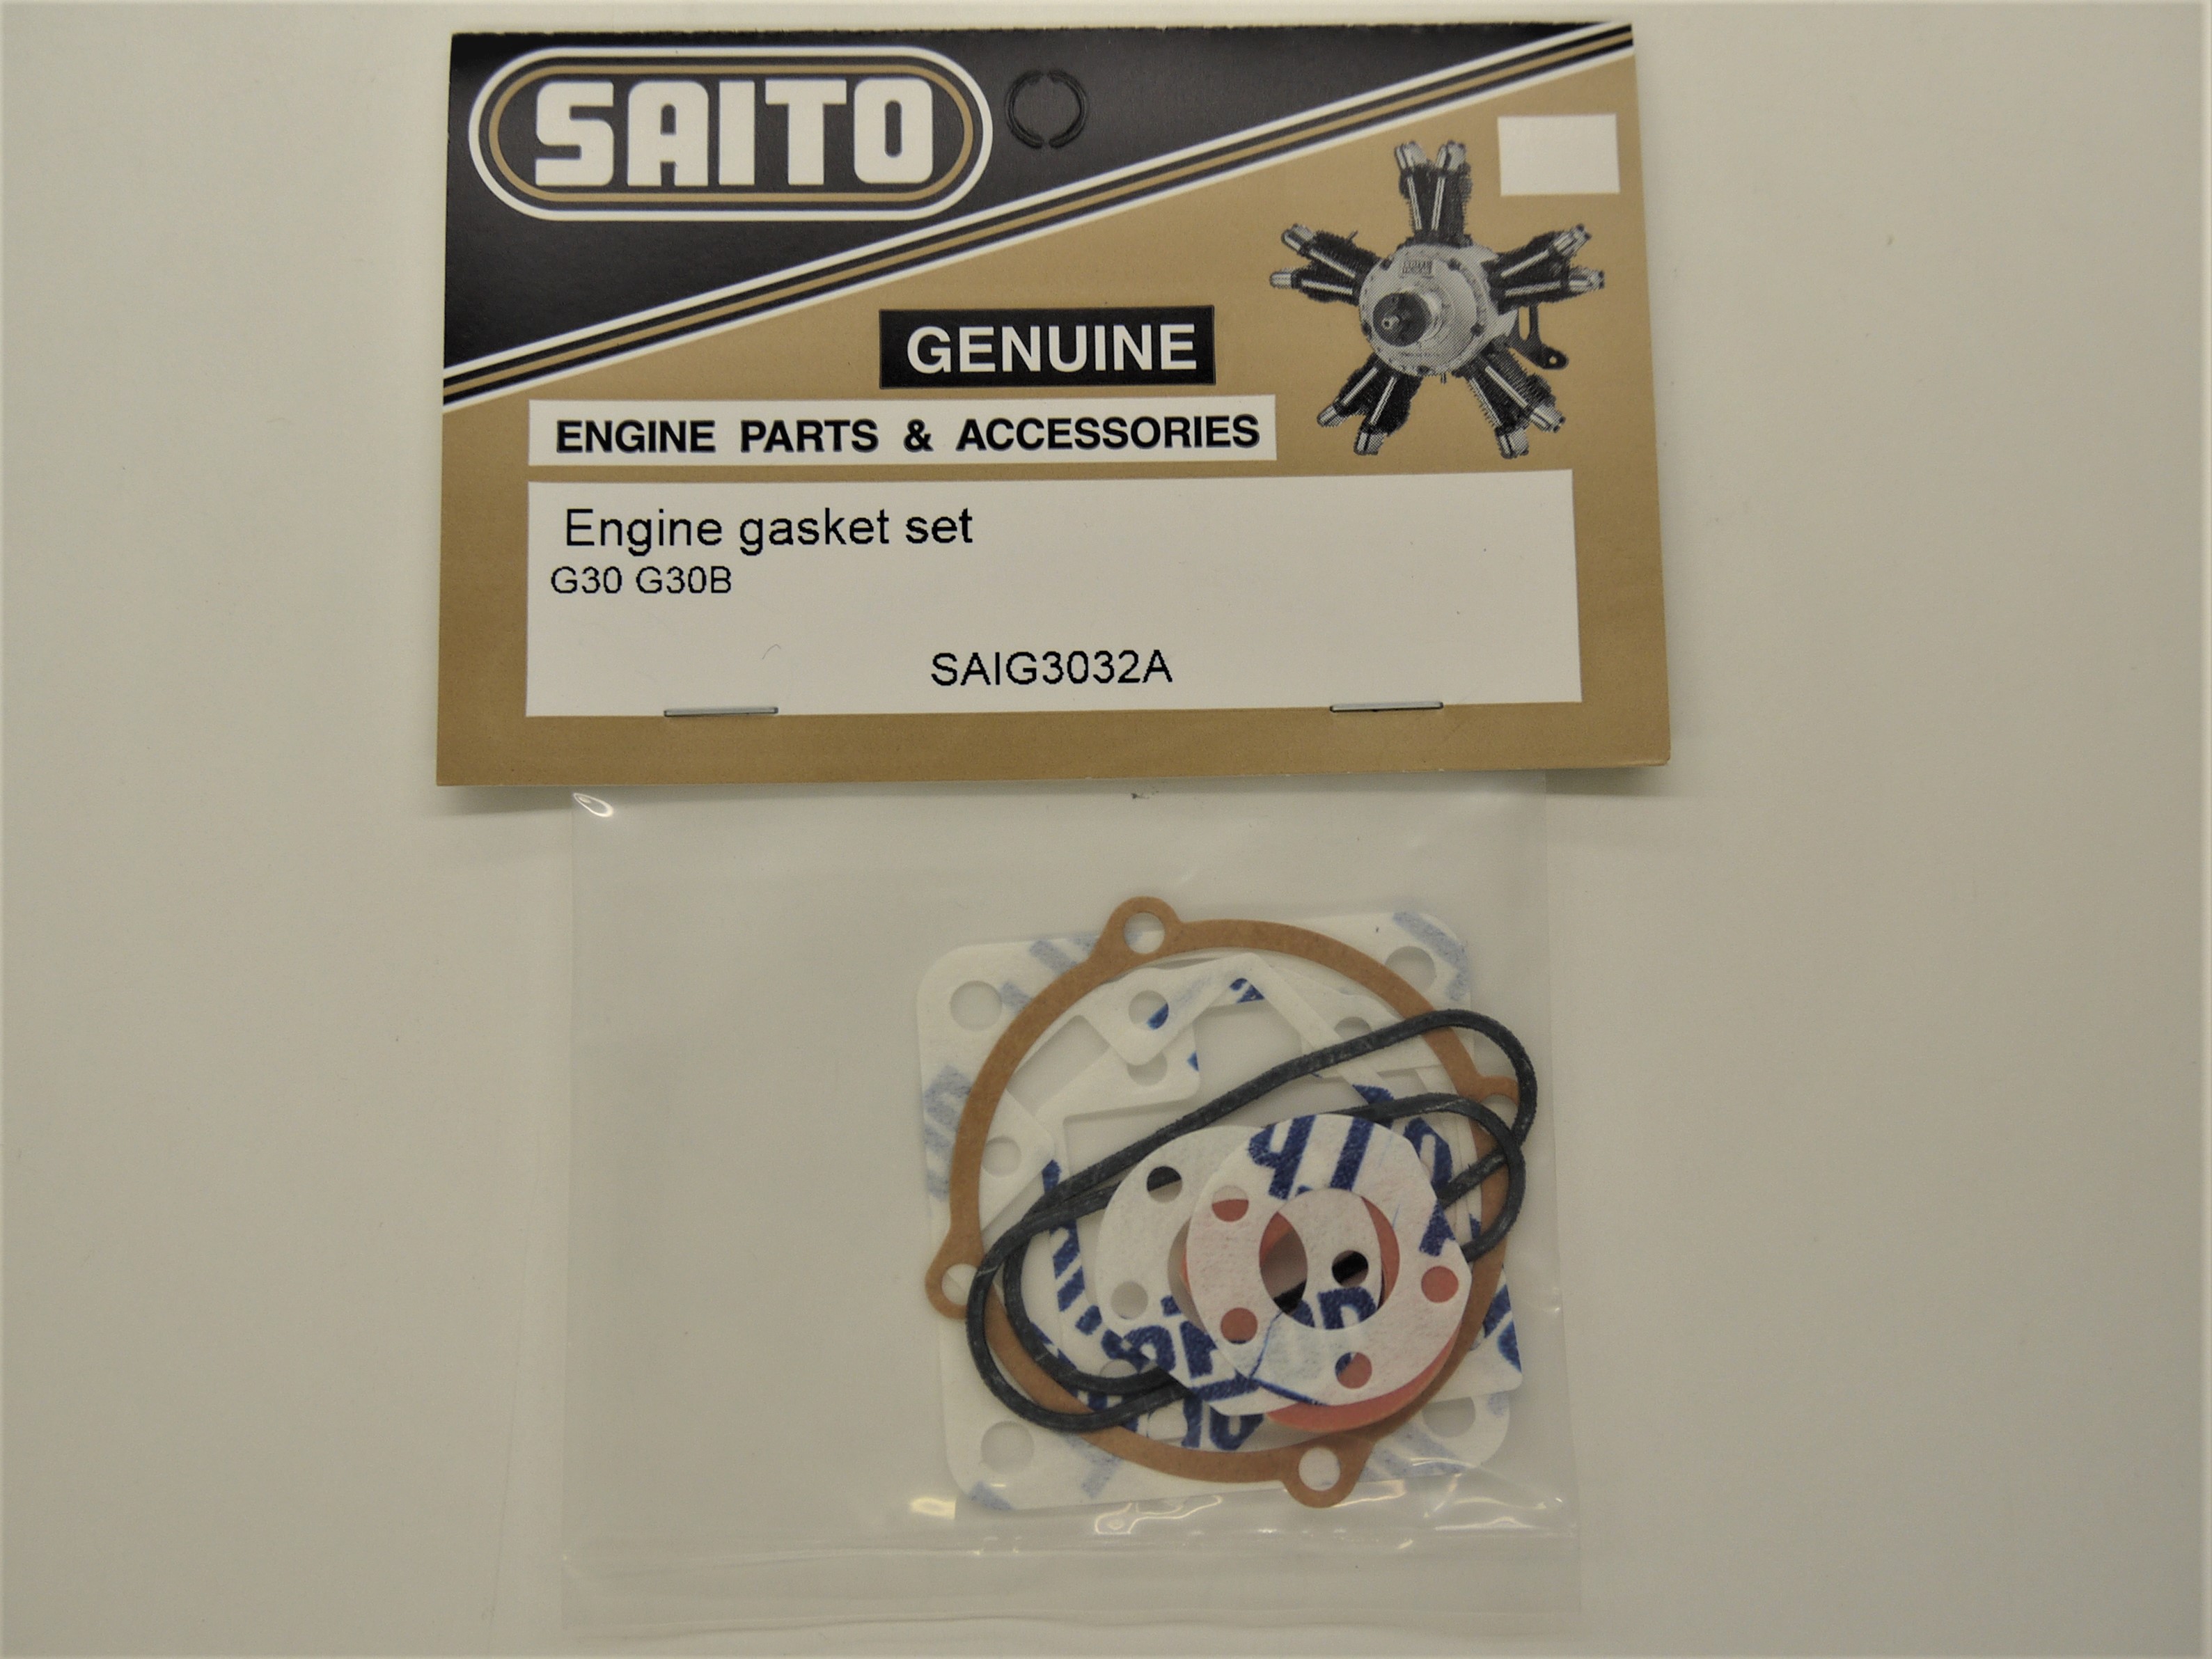 SAITO
GENUINE
ENGINE PARTS & ACCESSORIES
Engine gasket set
G30 G30B
SAIG3032A